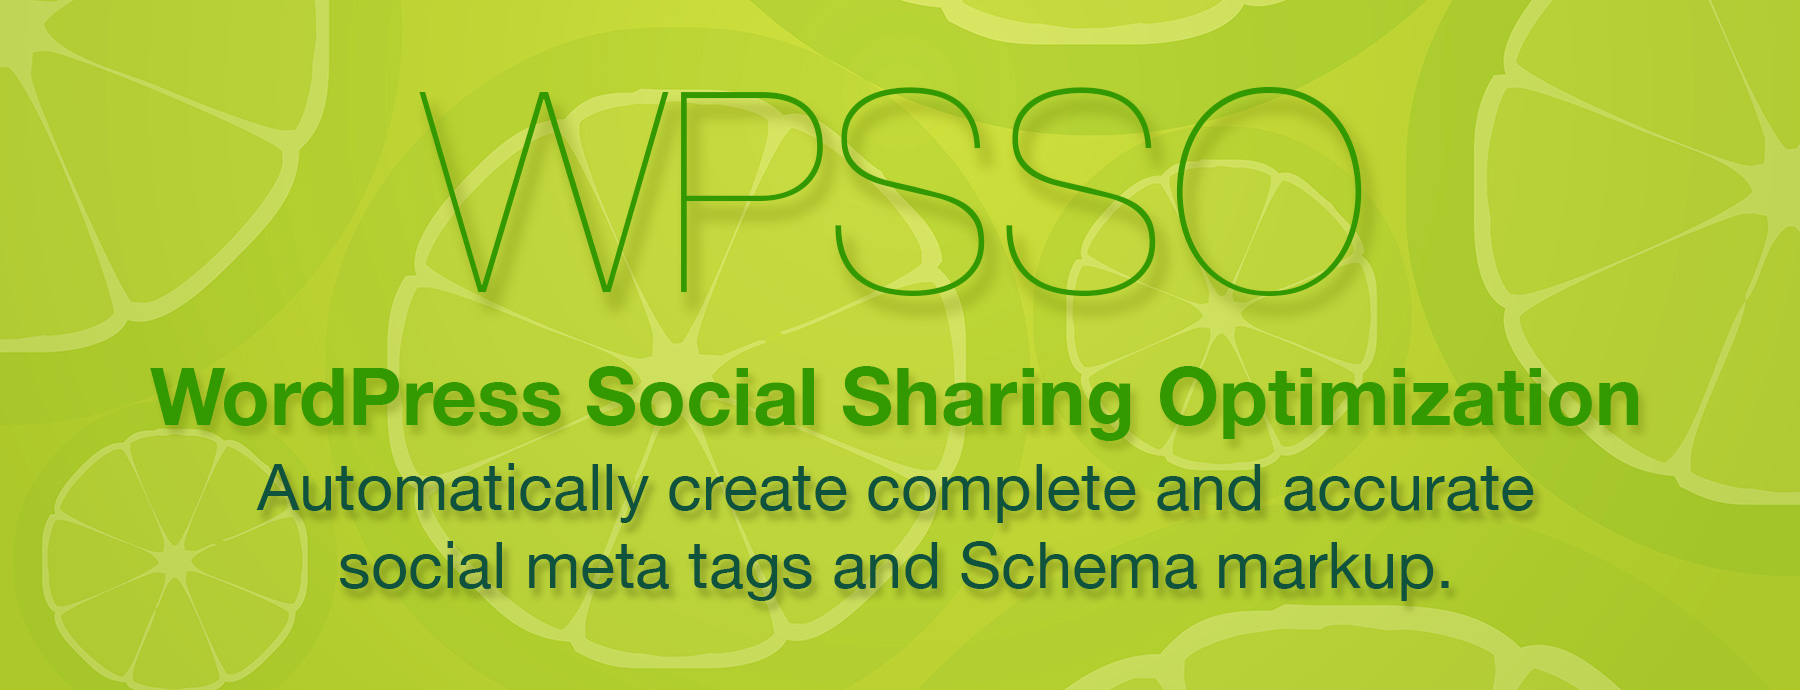 WPSSO
WordPress Social Sharing Optimization
Automatically create complete and accurate
social meta tags and Schema markup.